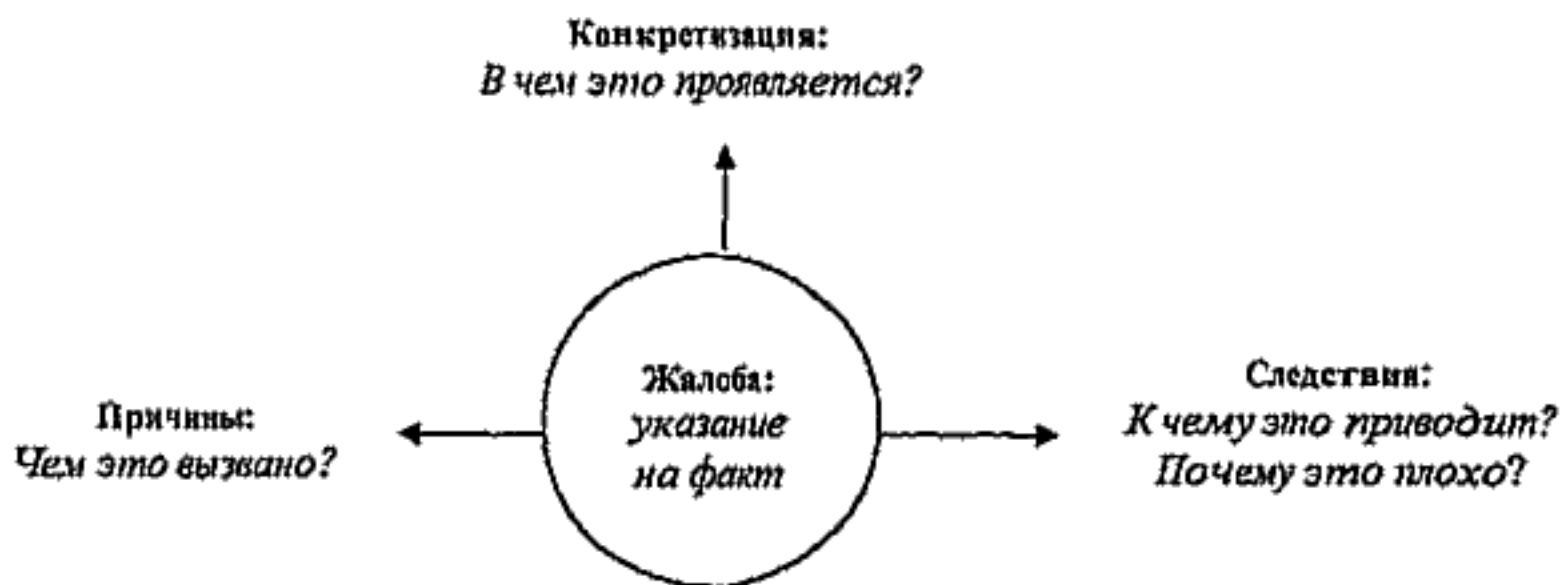 Конкретизация:
В чем это проявляется?
Жалоба:
указание
на факт
Причины:
Чем это вызвано?
Следствия:
К чему это приводит?
Почему это плохо?